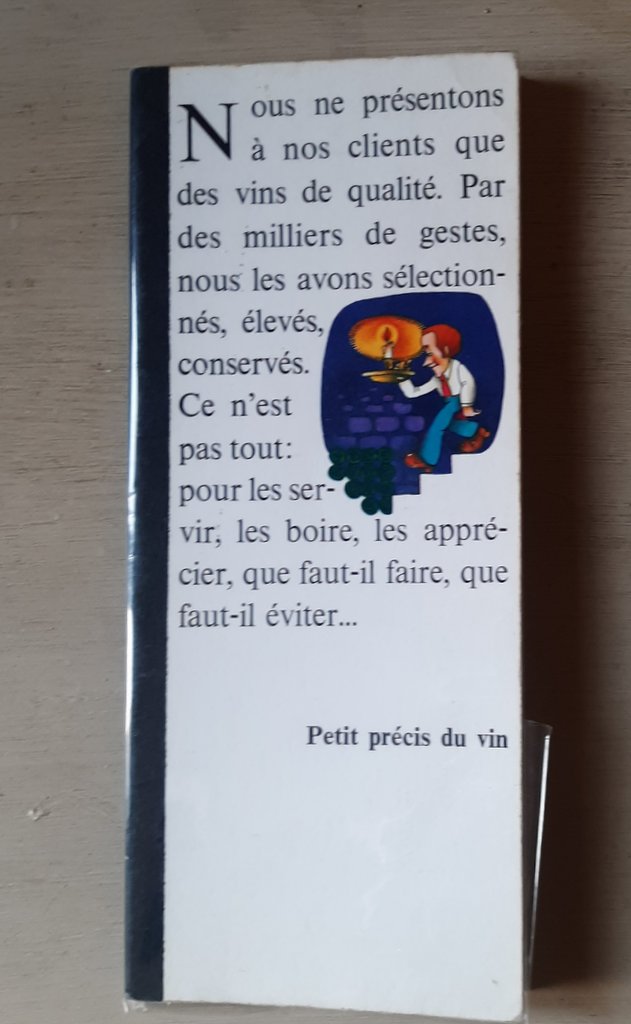 Nous ne présentons
à nos clients que
des vins de qualité. Par
des milliers de gestes,
nous les avons sélection-
nés, élevés,
conservés.
Ce n'est
pas tout:
pour les ser-
vir, les boire, les appré-
cier, que faut-il faire, que
faut-il éviter...
Petit précis du vin